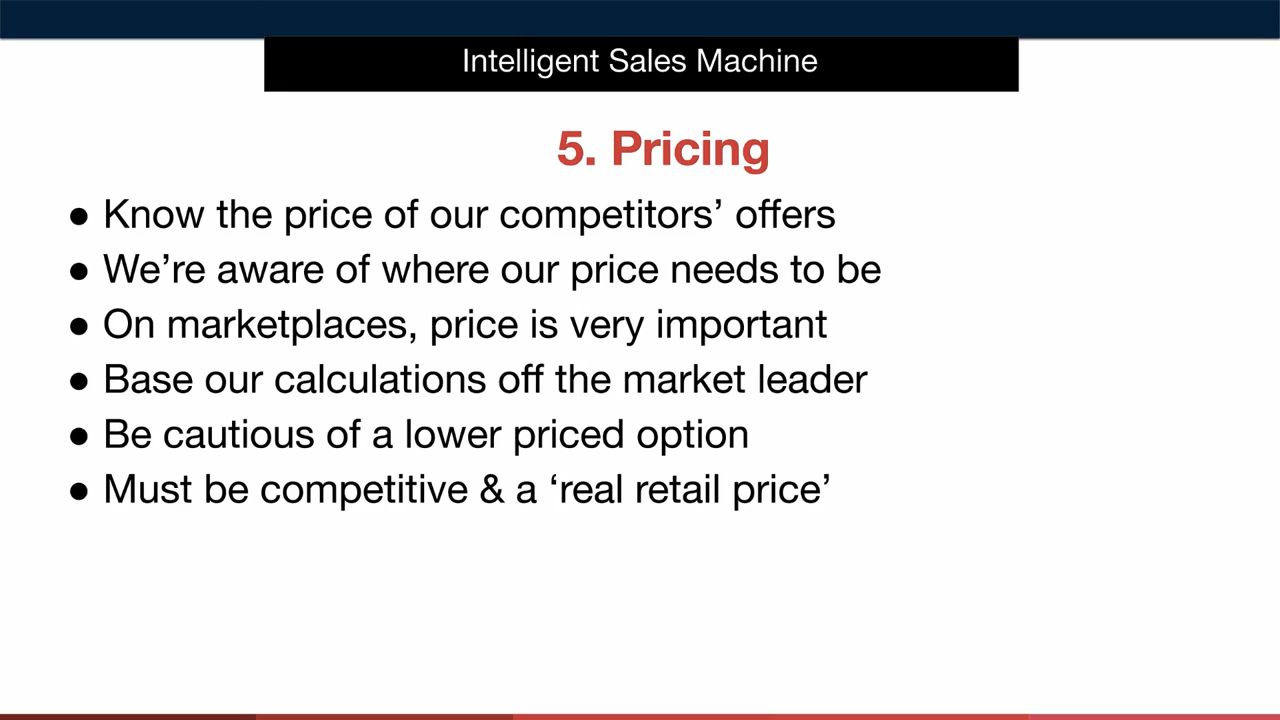 Intelligent Sales Machine
5. Pricing
● Know the price of our competitors’ offers
● We’re aware of where our price needs to be
● On marketplaces, price is very important
● Base our calculations off the market leader
● Be cautious of a lower priced option
● Must be competitive & a ‘real retail price’